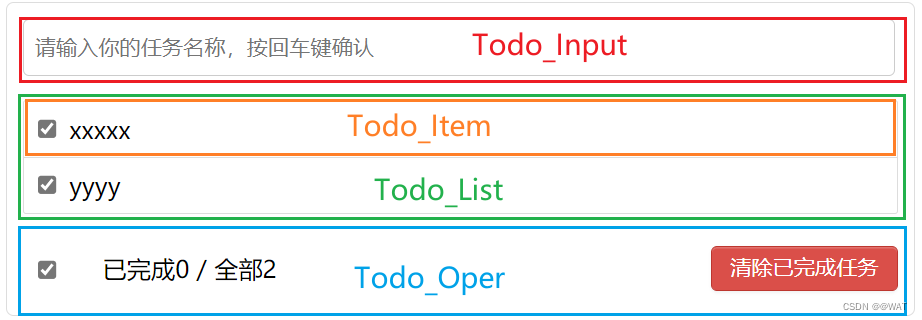 请输入你的任务名称，按回车键确认 Todo_Input
xxxxx Todo_Item
yyyy Todo_List
已完成0 / 全部2 Todo_Oper 清除已完成任务
CSDN @@WAT